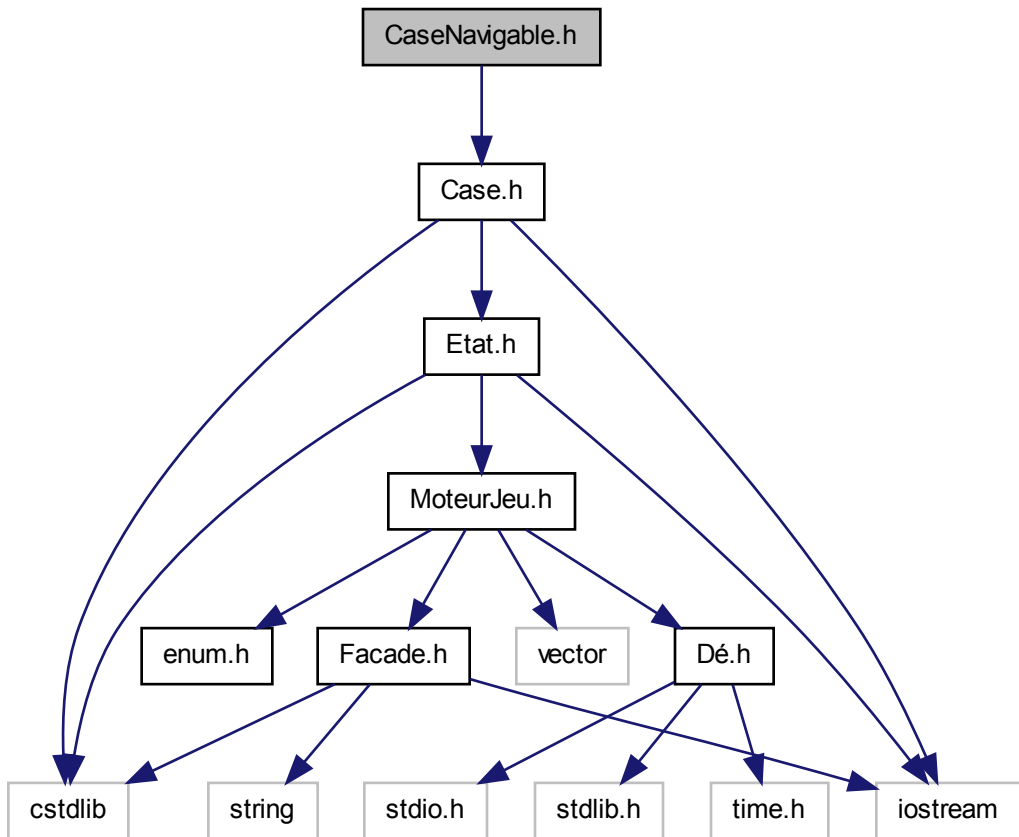 CaseNavigable.h
Case.h
Etat.h
MoteurJeu.h
enum.h
Facade.h
vector
Dé.h
cstdlib
string
stdio.h
stdlib.h
time.h
iostream